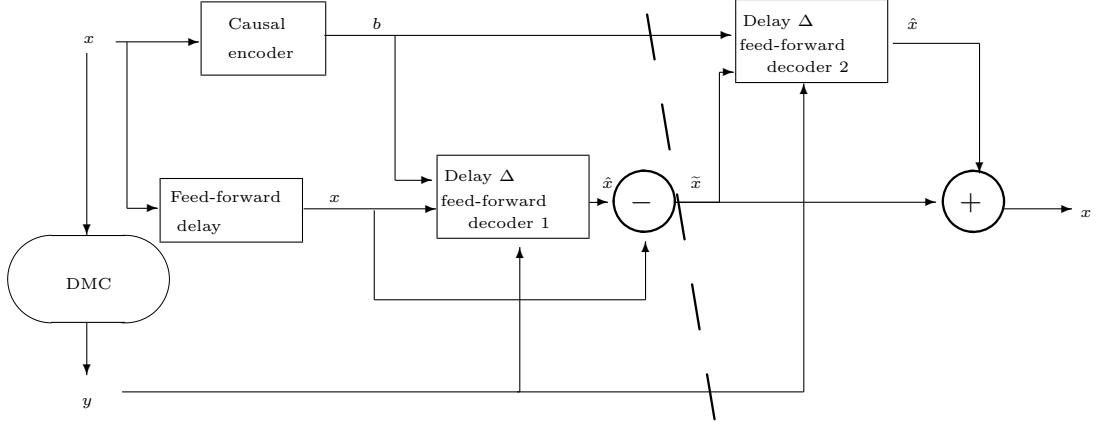 x
Causal
encoder
b
Delay Δ
feed-forward
decoder 2
x̂
Feed-forward
delay
x
Delay Δ
feed-forward
decoder 1
x̂
−
x̃
+
x
DMC
y